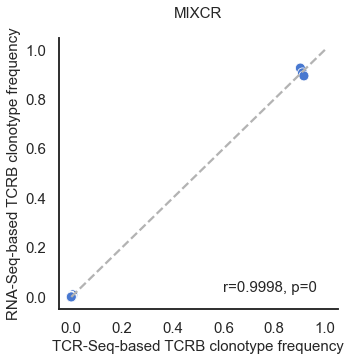 MIXCR
RNA-Seq-based TCRB clonotype frequency
1.0
0.8
0.6
0.4
0.2
0.0
r=0.9998, p=0
0.0 0.2 0.4 0.6 0.8 1.0
TCR-Seq-based TCRB clonotype frequency